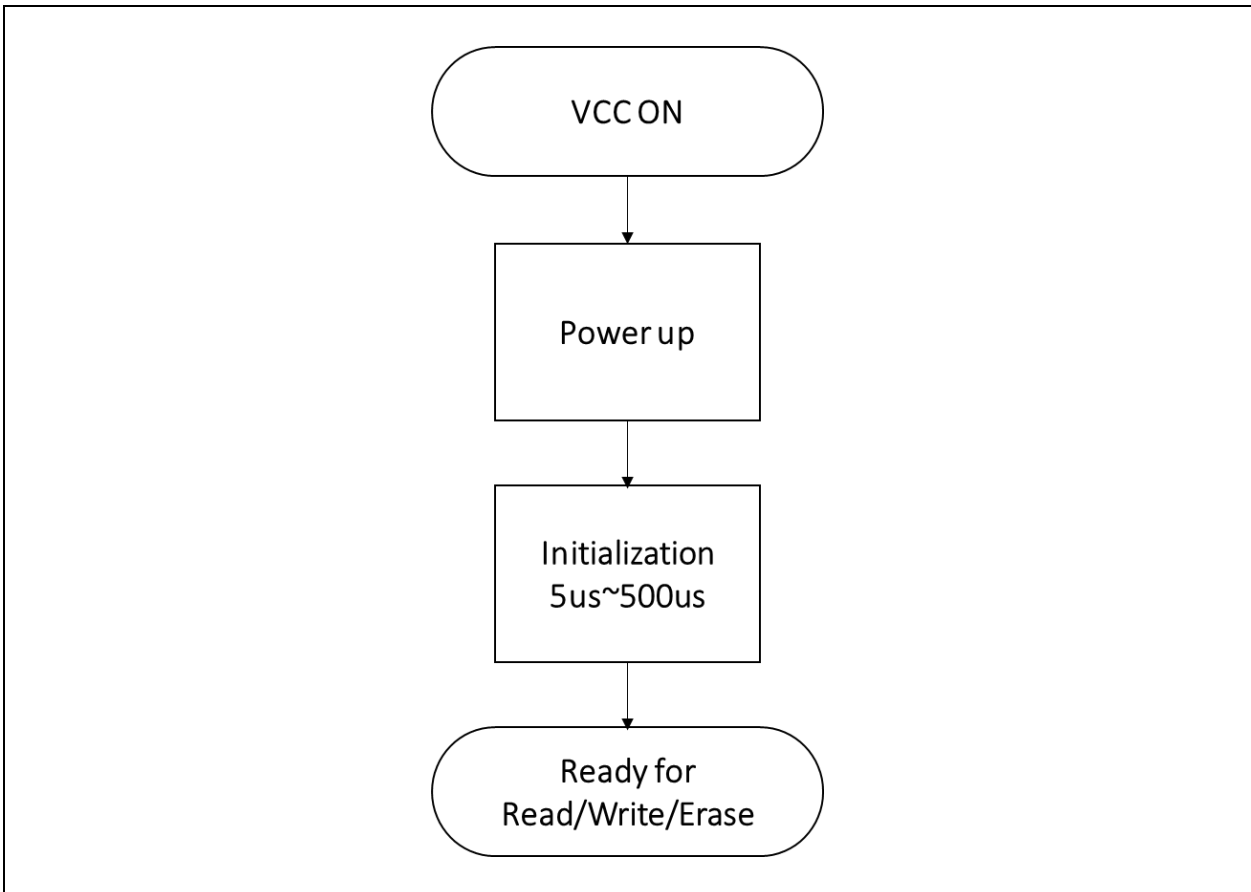 VCC ON
Power up
Initialization
5us~500us
Ready for
Read/Write/Erase